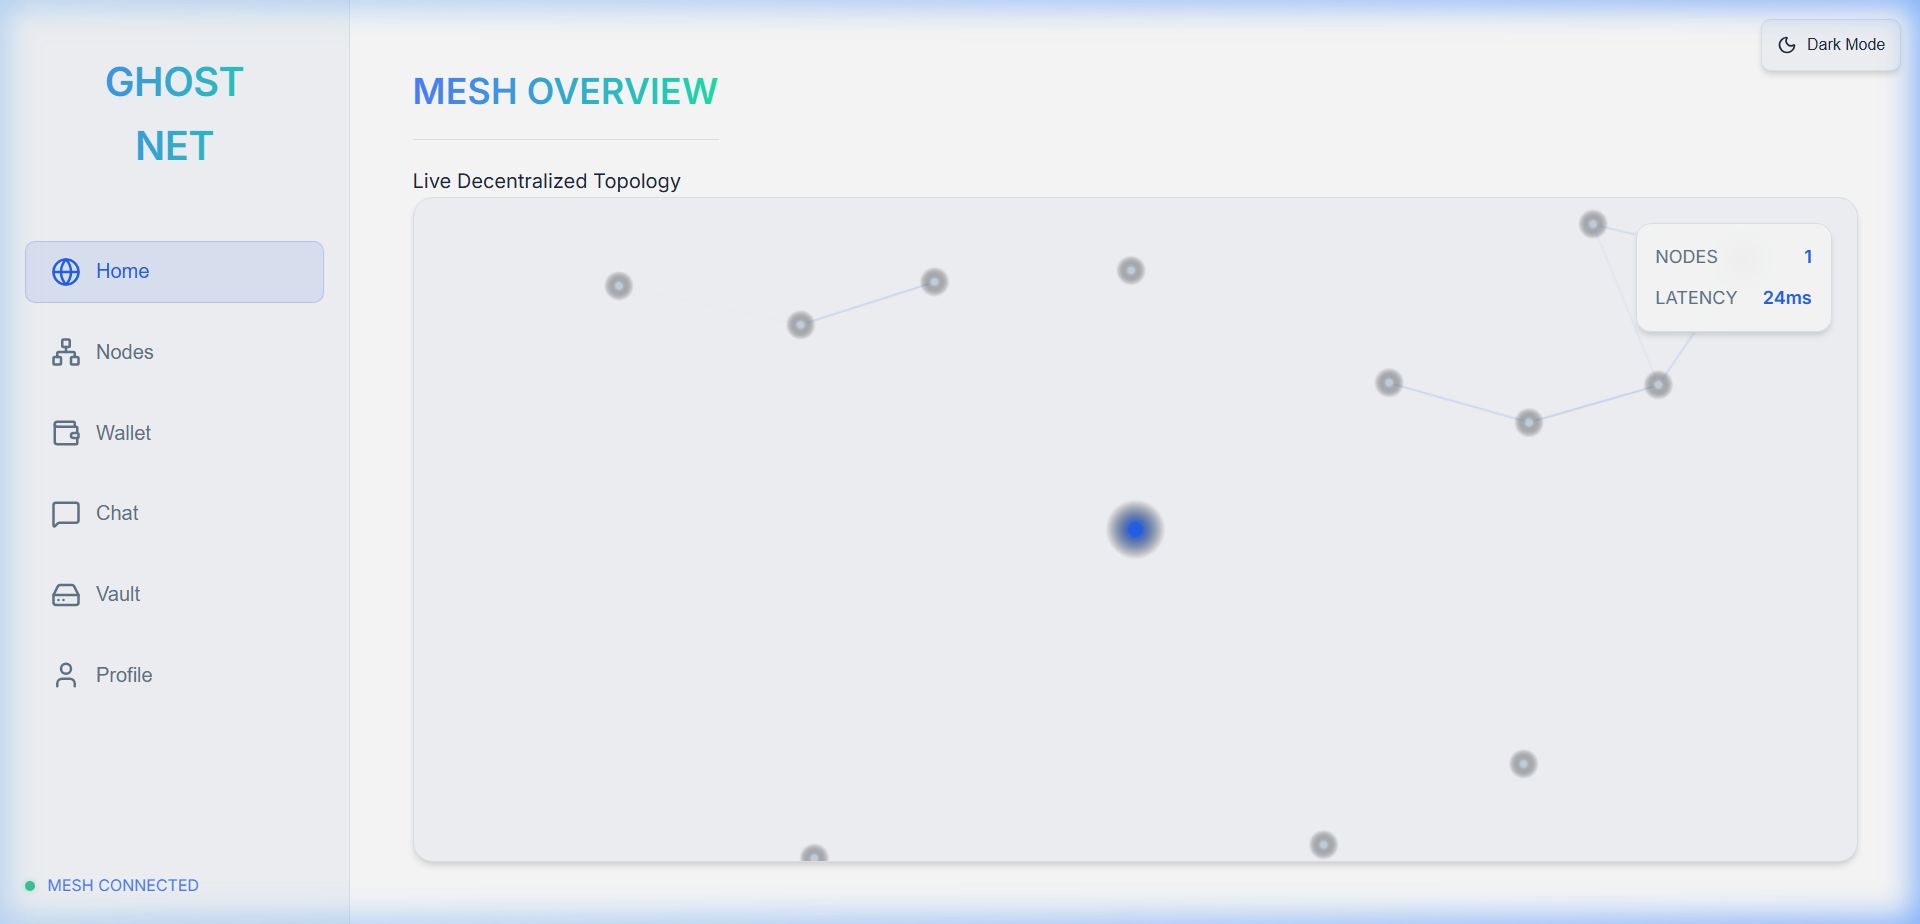 GHOST
NET
Home
Nodes
Wallet
Chat
Vault
Profile
MESH CONNECTED
Dark Mode
MESH OVERVIEW
Live Decentralized Topology
NODES 1
LATENCY 24ms